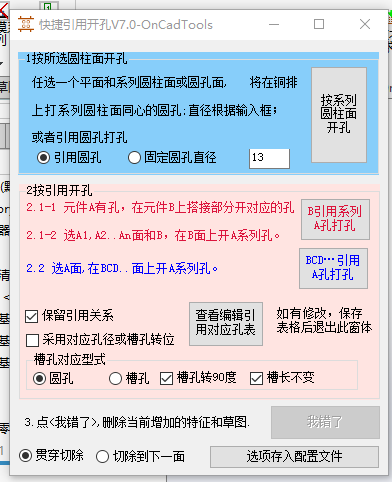 快捷引用开孔V7.0-OnCadTools
1按所选圆柱面开孔
任选一个平面和系列圆柱面或圆孔面， 将在铜排
上打系列圆柱面同心的圆孔;直径根据输入框；
或者引用圆孔打孔
按系列
圆柱面
开孔
引用圆孔
固定圆孔直径
13
2按引用开孔
2.1-1 元件A有孔，在元件B上搭接部分开对应的孔
2.1-2 选A1,A2..An面和B，在B面上开A系列孔。
B引用系列
A孔打孔
2.2 选A面,在BCD..面上开A系列孔。
BCD…引用
A孔打孔
保留引用关系
采用对应孔径或槽孔转位
查看编辑引
用对应孔表
如有修改，保存
表格后退出此窗体
槽孔对应型式
圆孔
槽孔
槽孔转90度
槽长不变
3.点<我错了>,删除当前增加的特征和草图.
我错了
贯穿切除
切除到下一面
选项存入配置文件